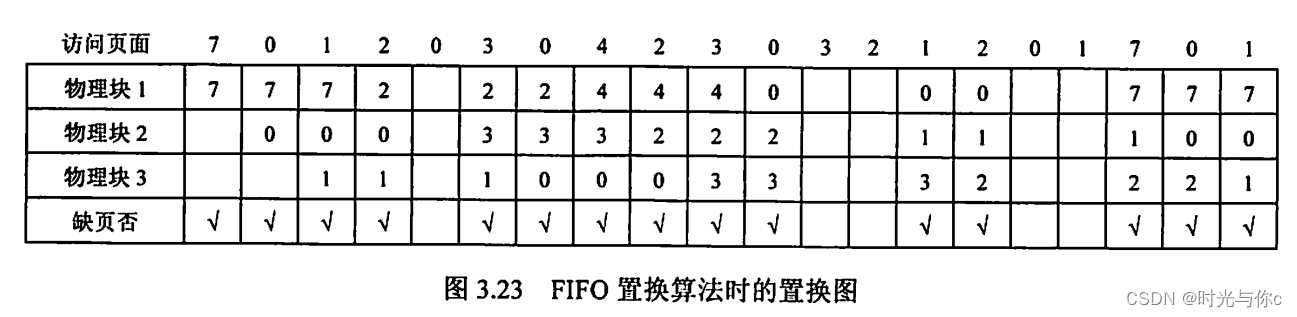 访问页面 7 0 1 2 0 3 0 4 2 3 0 3 2 1 2 0 1 7 0 1
物理块1 7 7 7 2 2 2 4 4 4 0 0 0 7 7 7
物理块2 0 0 0 3 3 3 2 2 2 1 1 1 0 0
物理块3 1 1 1 0 0 0 3 3 3 2 2 2 1
缺页否 √ √ √ √ √ √ √ √ √ √ √ √ √ √ √
图 3.23 FIFO 置换算法时的置换图
CSDN @时光与你c